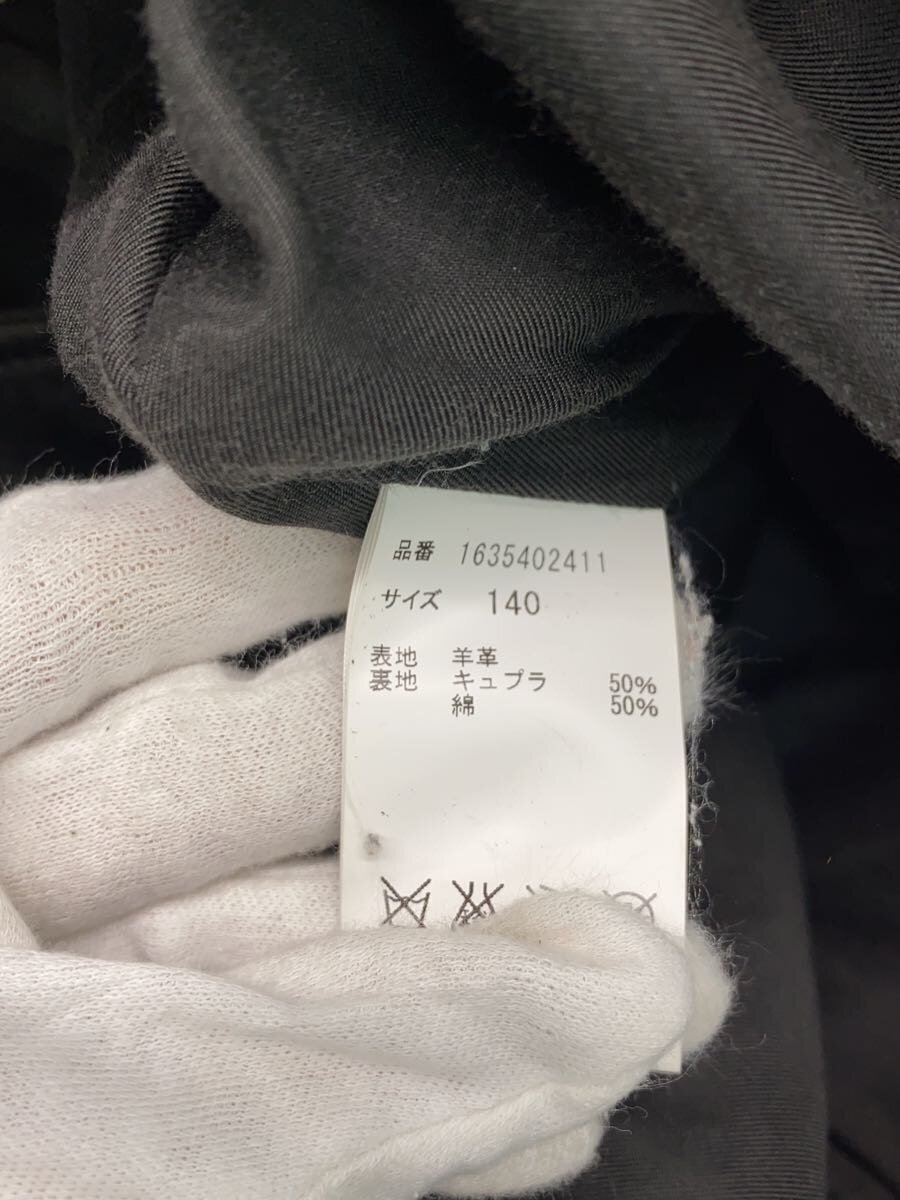 品番 1635402411
サイズ 140
表地 羊革
裏地 キュプラ 50%
綿 50%